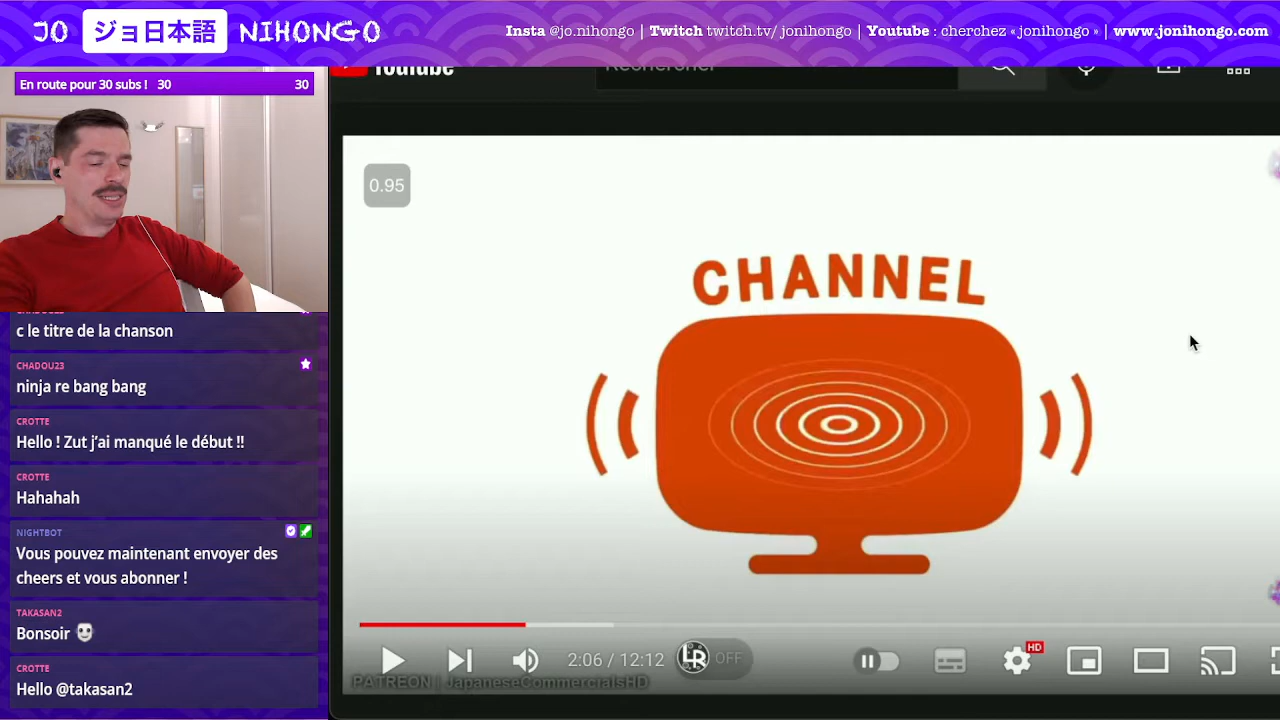 JO ジョ日本語 NIHONGO
Insta @jo.nihongo | Twitch twitch.tv/ jonihongo | Youtube : cherchez « jonihongo » | www.jonihongo.com
En route pour 30 subs ! 30 30
YouTube
Rechercher
0.95
CHANNEL
c le titre de la chanson
CHADOU23
ninja re bang bang
CROTTE
Hello ! Zut j’ai manqué le début !!
CROTTE
Hahahah
NIGHTBOT
Vous pouvez maintenant envoyer des
cheers et vous abonner !
TAKASAN2
Bonsoir
CROTTE
Hello @takasan2
2:06 / 12:12
LR OFF
HD
PATREON | JapaneseCommercialsHD